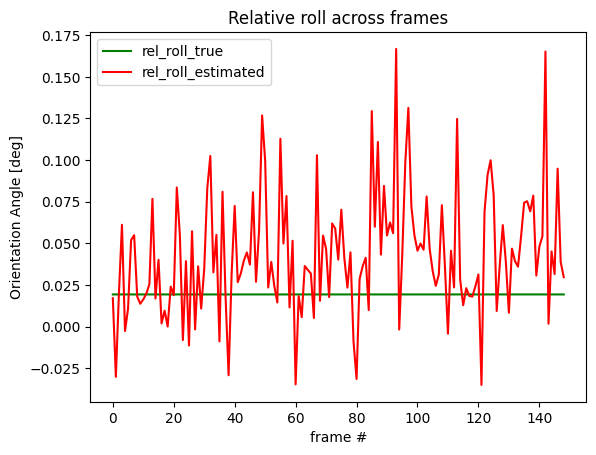 Relative roll across frames
rel_roll_true
rel_roll_estimated
Orientation Angle [deg]
0.175
0.150
0.125
0.100
0.075
0.050
0.025
0.000
−0.025
0 20 40 60 80 100 120 140
frame #